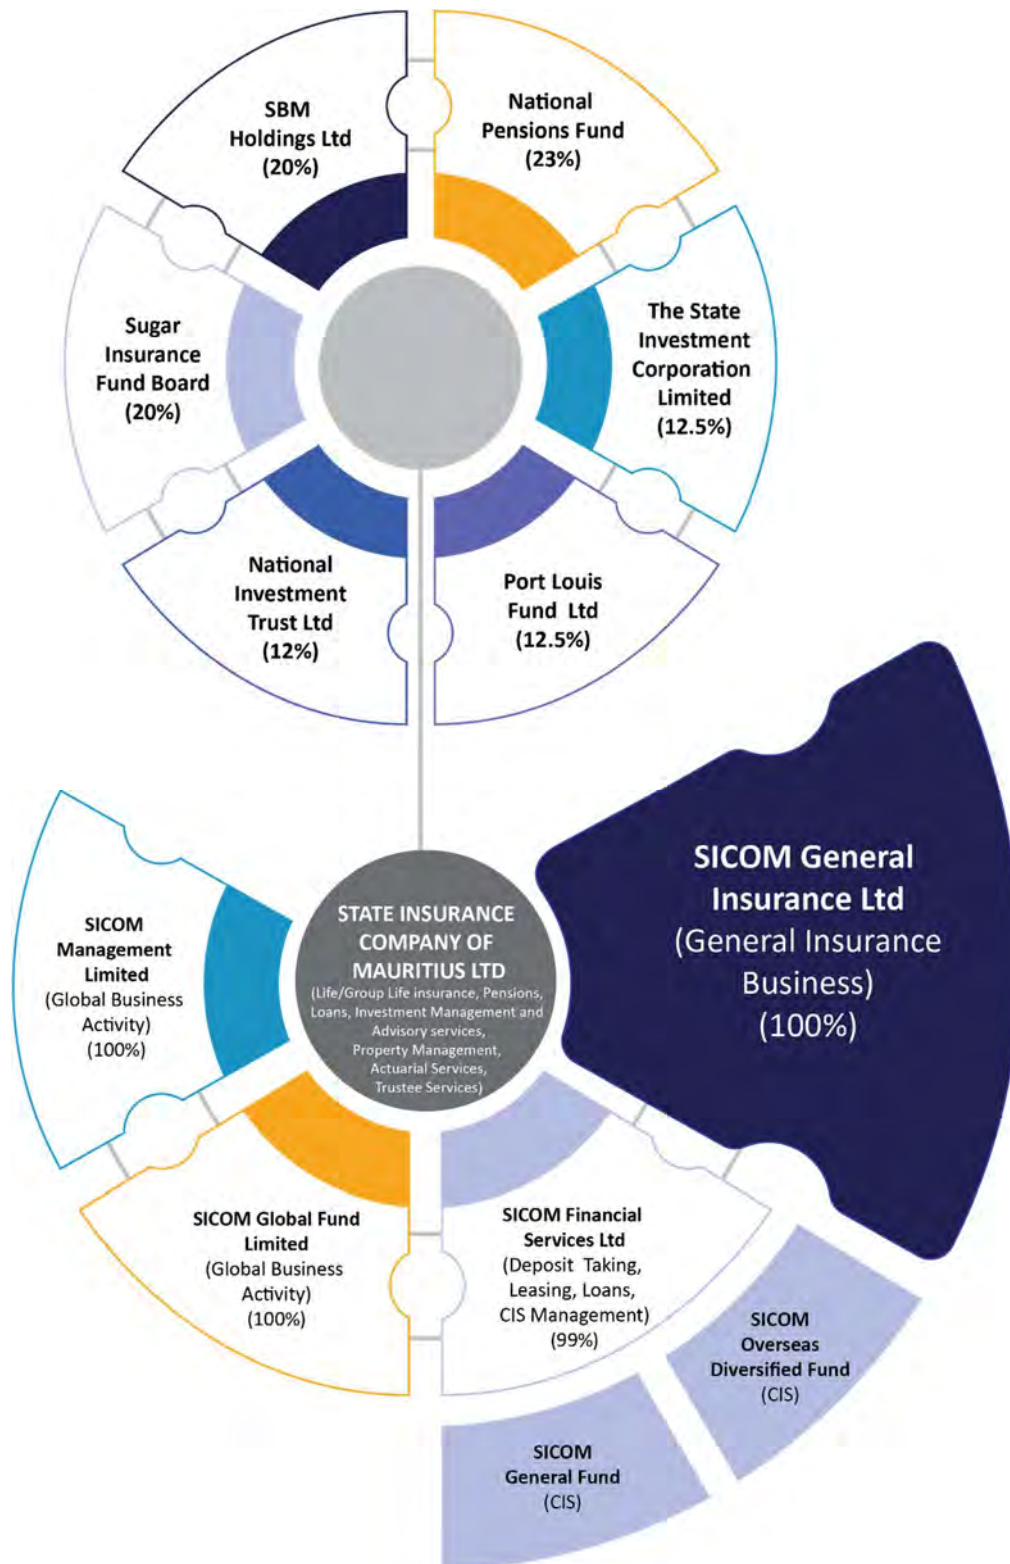 SBM
Holdings Ltd
(20%)
National
Pensions Fund
(23%)
Sugar
Insurance
Fund Board
(20%)
The State
Investment
Corporation
Limited
(12.5%)
National
Investment
Trust Ltd
(12%)
Port Louis
Fund Ltd
(12.5%)
SICOM General
Insurance Ltd
(General Insurance
Business)
(100%)
STATE INSURANCE
COMPANY OF
MAURITIUS LTD
(Life/Group Life insurance, Pensions,
Loans, Investment Management and
Advisory services,
Property Management,
Actuarial Services,
Trustee Services)
SICOM
Management
Limited
(Global Business
Activity)
(100%)
SICOM Global Fund
Limited
(Global Business
Activity)
(100%)
SICOM Financial
Services Ltd
(Deposit Taking,
Leasing, Loans,
CIS Management)
(99%)
SICOM
Overseas
Diversified Fund
(CIS)
SICOM
General Fund
(CIS)